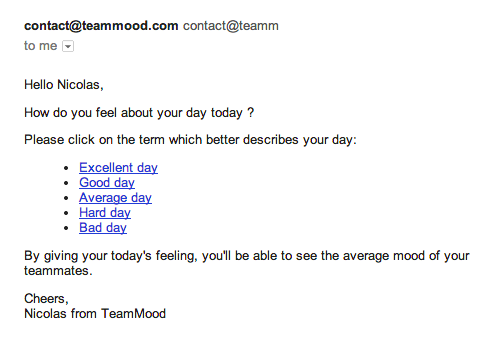 contact@teammood.com contact@teamm
to me
Hello Nicolas,
How do you feel about your day today ?
Please click on the term which better describes your day:
• Excellent day
• Good day
• Average day
• Hard day
• Bad day
By giving your today's feeling, you'll be able to see the average mood of your
teammates.
Cheers,
Nicolas from TeamMood